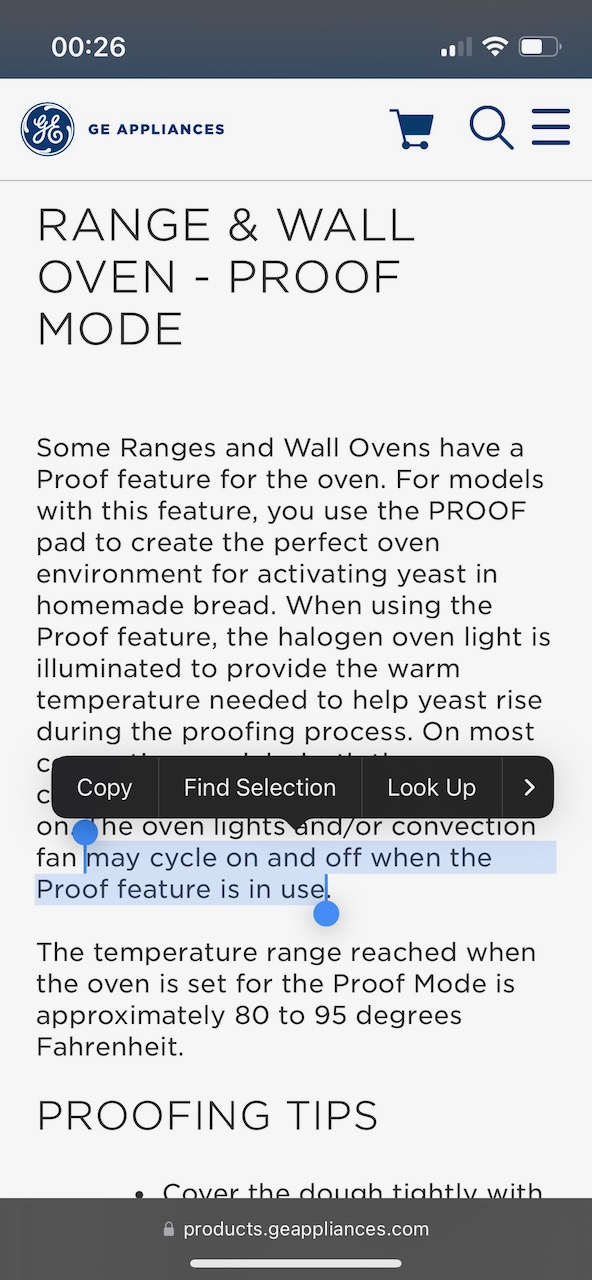 00:26
GE APPLIANCES
RANGE & WALL
OVEN - PROOF
MODE
Some Ranges and Wall Ovens have a
Proof feature for the oven. For models
with this feature, you use the PROOF
pad to create the perfect oven
environment for activating yeast in
homemade bread. When using the
Proof feature, the halogen oven light is
illuminated to provide the warm
temperature needed to help yeast rise
during the proofing process. On most
Copy Find Selection Look Up
on. The oven lights and/or convection
fan may cycle on and off when the
Proof feature is in use.
The temperature range reached when
the oven is set for the Proof Mode is
approximately 80 to 95 degrees
Fahrenheit.
PROOFING TIPS
• Cover the dough tightly with
products.geappliances.com